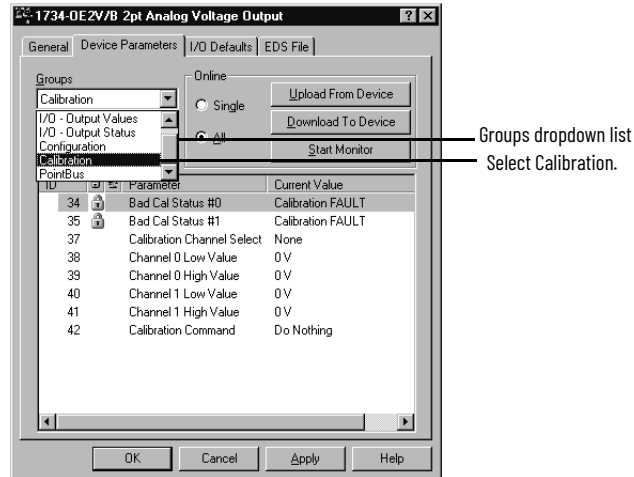 1734-OE2V/B 2pt Analog Voltage Output
General Device Parameters I/O Defaults EDS File
Groups
Calibration
I/O - Output Values
I/O - Output Status
Configuration
Calibration
PointBus
Online
Single
All
Upload From Device
Download To Device
Start Monitor
Groups dropdown list
Select Calibration.
ID Parameter Current Value
34 Bad Cal Status #0 Calibration FAULT
35 Bad Cal Status #1 Calibration FAULT
37 Calibration Channel Select None
38 Channel 0 Low Value 0 V
39 Channel 0 High Value 0 V
40 Channel 1 Low Value 0 V
41 Channel 1 High Value 0 V
42 Calibration Command Do Nothing
OK Cancel Apply Help